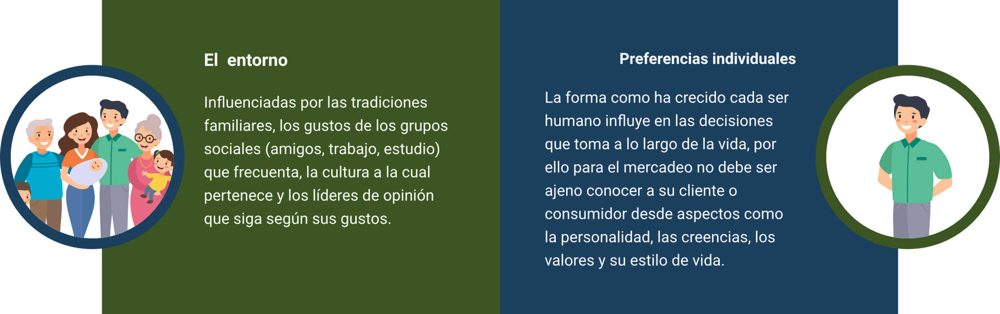 El entorno
Influenciadas por las tradiciones
familiares, los gustos de los grupos
sociales (amigos, trabajo, estudio)
que frecuenta, la cultura a la cual
pertenece y los líderes de opinión
que siga según sus gustos.
Preferencias individuales
La forma como ha crecido cada ser
humano influye en las decisiones
que toma a lo largo de la vida, por
ello para el mercadeo no debe ser
ajeno conocer a su cliente o
consumidor desde aspectos como
la personalidad, las creencias, los
valores y su estilo de vida.